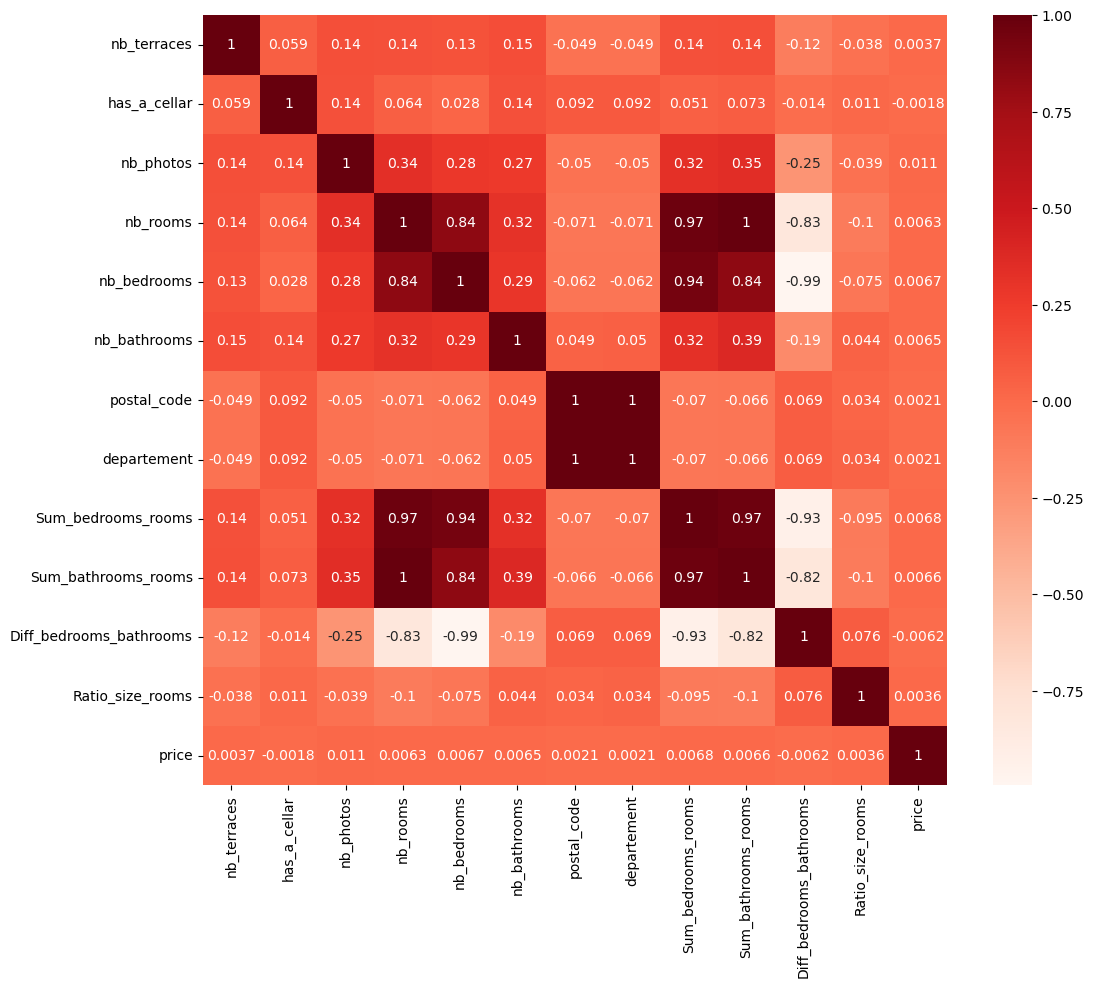 nb_terraces 1 0.059 0.14 0.14 0.13 0.15 -0.049 -0.049 0.14 0.14 -0.12 -0.038 0.0037
has_a_cellar 0.059 1 0.14 0.064 0.028 0.14 0.092 0.092 0.051 0.073 -0.014 0.011 -0.0018
nb_photos 0.14 0.14 1 0.34 0.28 0.27 -0.05 -0.05 0.32 0.35 -0.25 -0.039 0.011
nb_rooms 0.14 0.064 0.34 1 0.84 0.32 -0.071 -0.071 0.97 1 -0.83 -0.1 0.0063
nb_bedrooms 0.13 0.028 0.28 0.84 1 0.29 -0.062 -0.062 0.94 0.84 -0.99 -0.075 0.0067
nb_bathrooms 0.15 0.14 0.27 0.32 0.29 1 0.049 0.05 0.32 0.39 -0.19 0.044 0.0065
postal_code -0.049 0.092 -0.05 -0.071 -0.062 0.049 1 1 -0.07 -0.066 0.069 0.034 0.0021
departement -0.049 0.092 -0.05 -0.071 -0.062 0.05 1 1 -0.07 -0.066 0.069 0.034 0.0021
Sum_bedrooms_rooms 0.14 0.051 0.32 0.97 0.94 0.32 -0.07 -0.07 1 0.97 -0.93 -0.095 0.0068
Sum_bathrooms_rooms 0.14 0.073 0.35 1 0.84 0.39 -0.066 -0.066 0.97 1 -0.82 -0.1 0.0066
Diff_bedrooms_bathrooms -0.12 -0.014 -0.25 -0.83 -0.99 -0.19 0.069 0.069 -0.93 -0.82 1 0.076 -0.0062
Ratio_size_rooms -0.038 0.011 -0.039 -0.1 -0.075 0.044 0.034 0.034 -0.095 -0.1 0.076 1 0.0036
price 0.0037 -0.0018 0.011 0.0063 0.0067 0.0065 0.0021 0.0021 0.0068 0.0066 -0.0062 0.0036 1
nb_terraces
has_a_cellar
nb_photos
nb_rooms
nb_bedrooms
nb_bathrooms
postal_code
departement
Sum_bedrooms_rooms
Sum_bathrooms_rooms
Diff_bedrooms_bathrooms
Ratio_size_rooms
price
1.00
0.75
0.50
0.25
0.00
−0.25
−0.50
−0.75